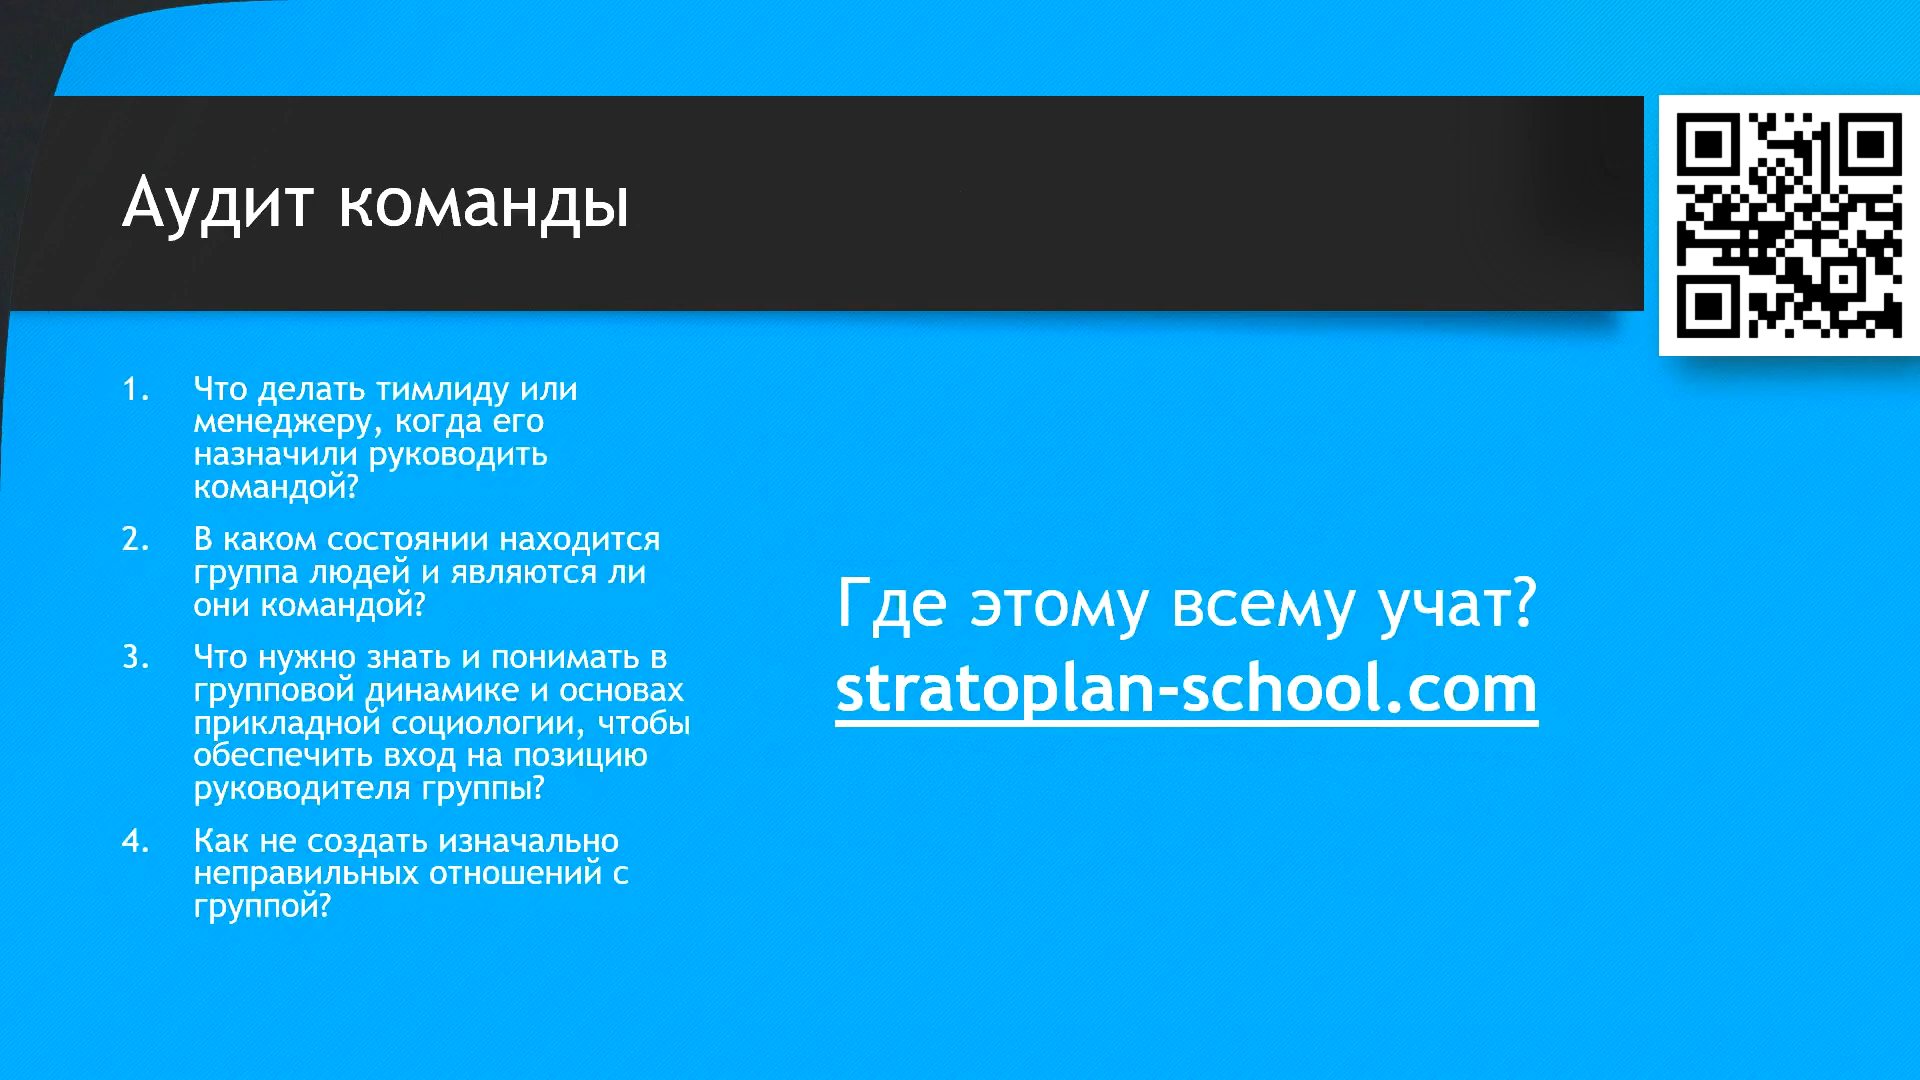 Аудит команды
1. Что делать тимлиду или
менеджеру, когда его
назначили руководить
командой?
2. В каком состоянии находится
группа людей и являются ли
они командой?
3. Что нужно знать и понимать в
групповой динамике и основах
прикладной социологии, чтобы
обеспечить вход на позицию
руководителя группы?
4. Как не создать изначально
неправильных отношений с
группой?
Где этому всему учат?
stratoplan-school.com